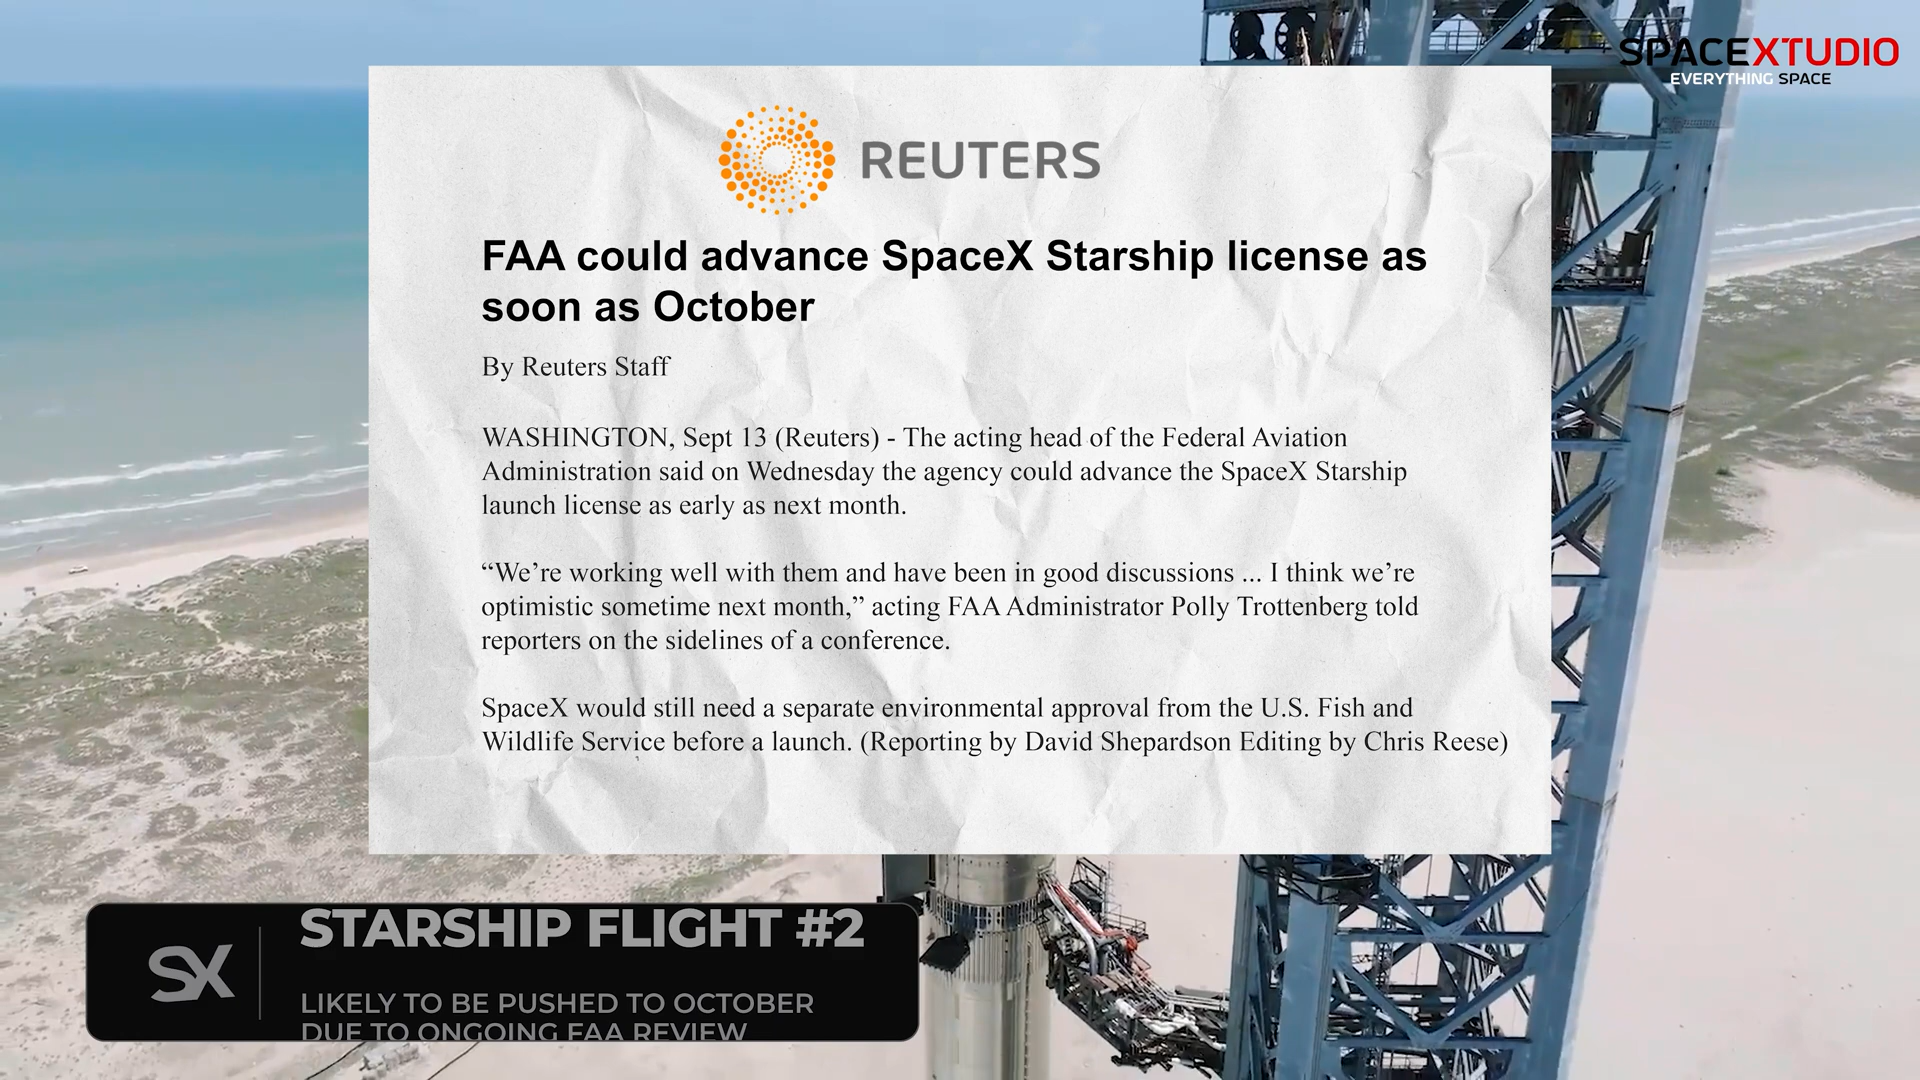 SPACEXTUDIO
EVERYTHING SPACE
REUTERS
FAA could advance SpaceX Starship license as
soon as October
By Reuters Staff
WASHINGTON, Sept 13 (Reuters) - The acting head of the Federal Aviation
Administration said on Wednesday the agency could advance the SpaceX Starship
launch license as early as next month.
“We’re working well with them and have been in good discussions ... I think we’re
optimistic sometime next month,” acting FAA Administrator Polly Trottenberg told
reporters on the sidelines of a conference.
SpaceX would still need a separate environmental approval from the U.S. Fish and
Wildlife Service before a launch. (Reporting by David Shepardson Editing by Chris Reese)
SX
STARSHIP FLIGHT #2
LIKELY TO BE PUSHED TO OCTOBER
DUE TO ONGOING FAA REVIEW